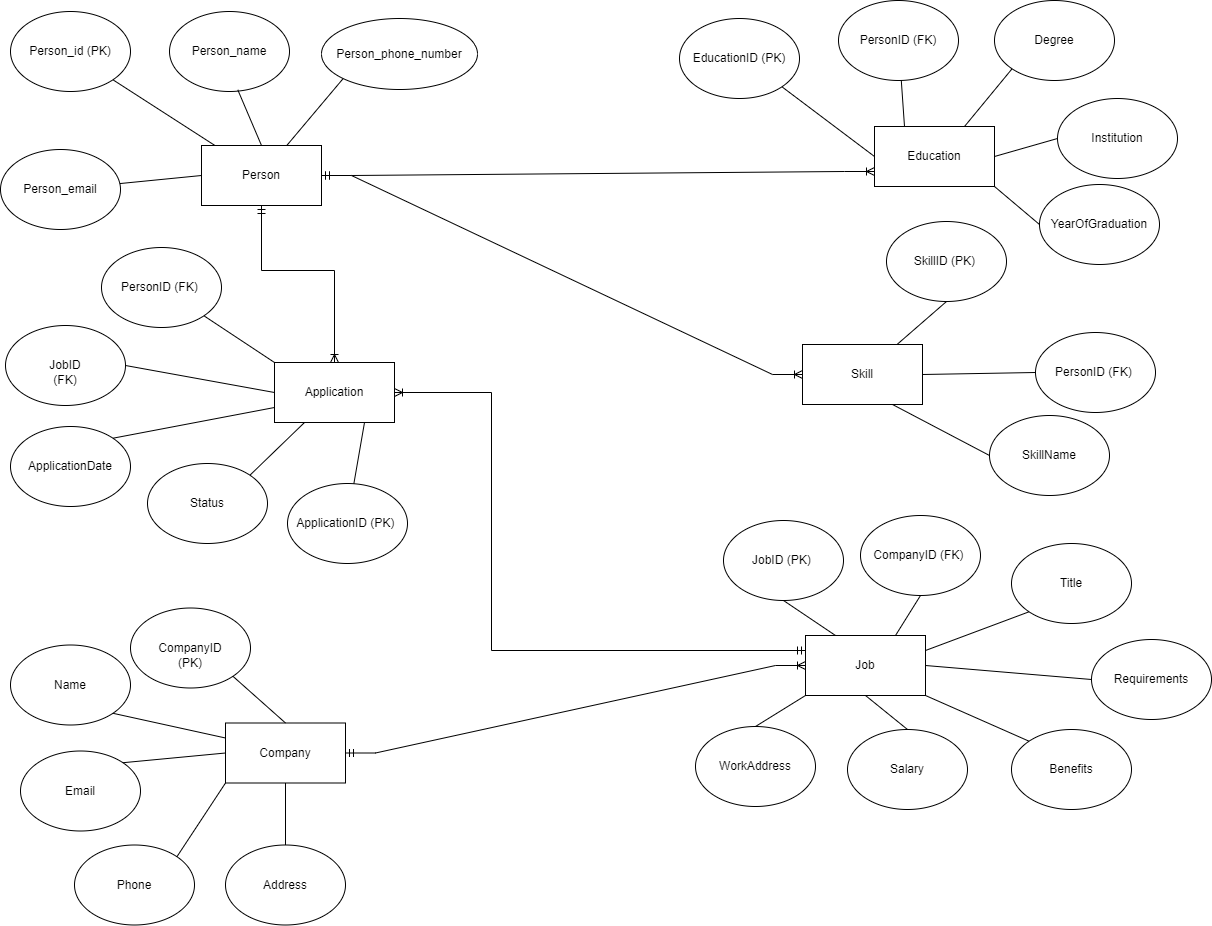 Person_id (PK)
Person_name
Person_phone_number
Person_email
Person
EducationID (PK)
PersonID (FK)
Degree
Institution
Education
YearOfGraduation
SkillID (PK)
Skill
PersonID (FK)
SkillName
PersonID (FK)
JobID
(FK)
Application
ApplicationDate
Status
ApplicationID (PK)
JobID (PK)
CompanyID (FK)
Title
Job
Requirements
WorkAddress
Salary
Benefits
CompanyID
(PK)
Name
Company
Email
Phone
Address